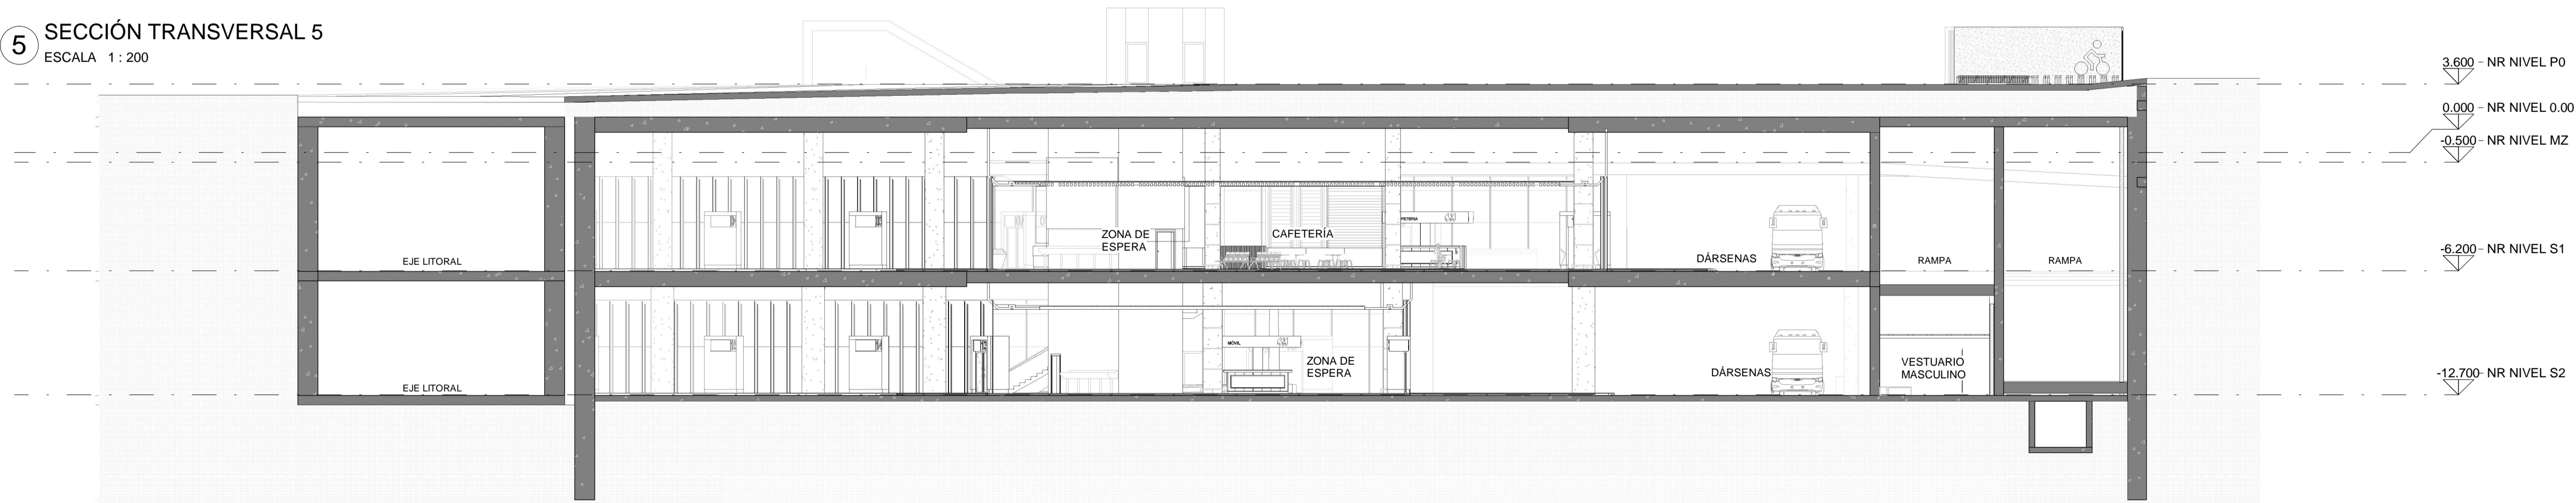 5
SECCIÓN TRANSVERSAL 5
ESCALA 1 : 200
3.600 - NR NIVEL P0
0.000 - NR NIVEL 0.00
-0.500 - NR NIVEL MZ
ZONA DE
ESPERA
CAFETERÍA
FETERIA
EJE LITORAL
DÁRSENAS
RAMPA
RAMPA
-6.200 - NR NIVEL S1
MÓVIL
ZONA DE
ESPERA
EJE LITORAL
DÁRSENAS
VESTUARIO
MASCULINO
-12.700 - NR NIVEL S2